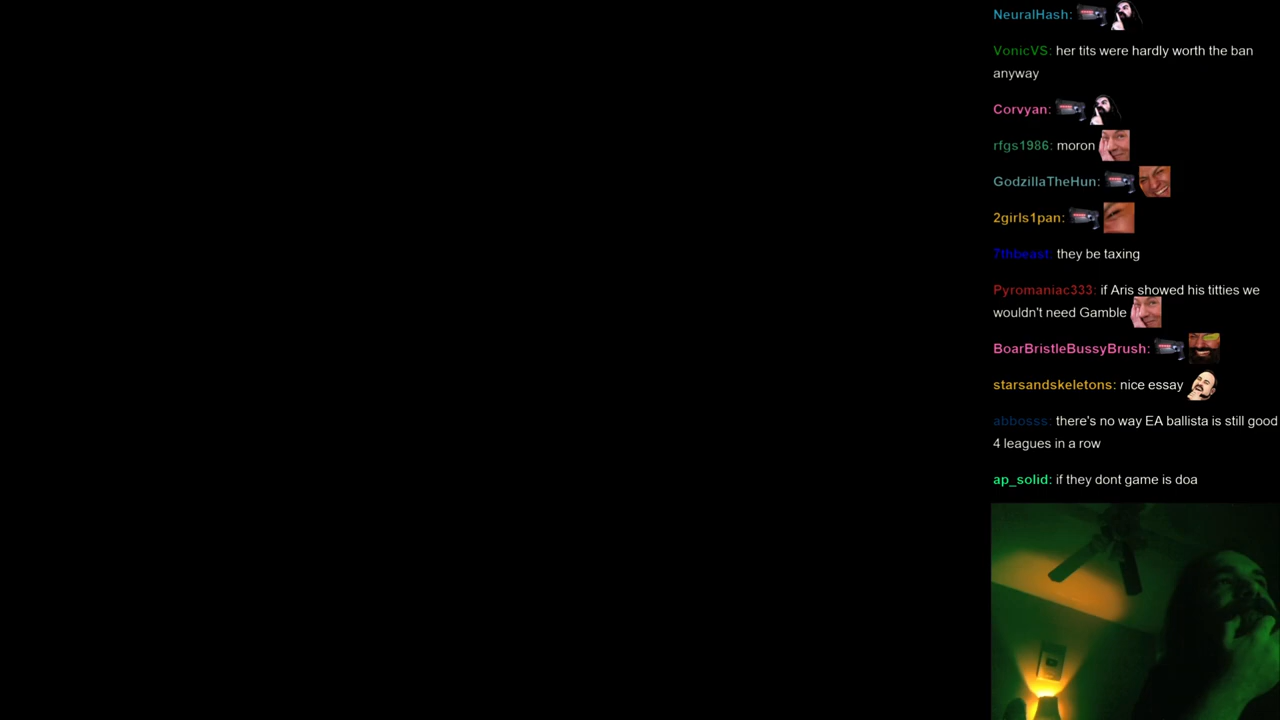 NeuralHash:
VonicVS: her tits were hardly worth the ban
anyway
Corvyan:
rfgs1986: moron
GodzillaTheHun:
2girls1pan:
7thbeast: they be taxing
Pyromaniac333: if Aris showed his titties we
wouldn't need Gamble
BoarBristleBussyBrush:
starsandskeletons: nice essay
abbosss: there's no way EA ballista is still good
4 leagues in a row
ap_solid: if they dont game is doa